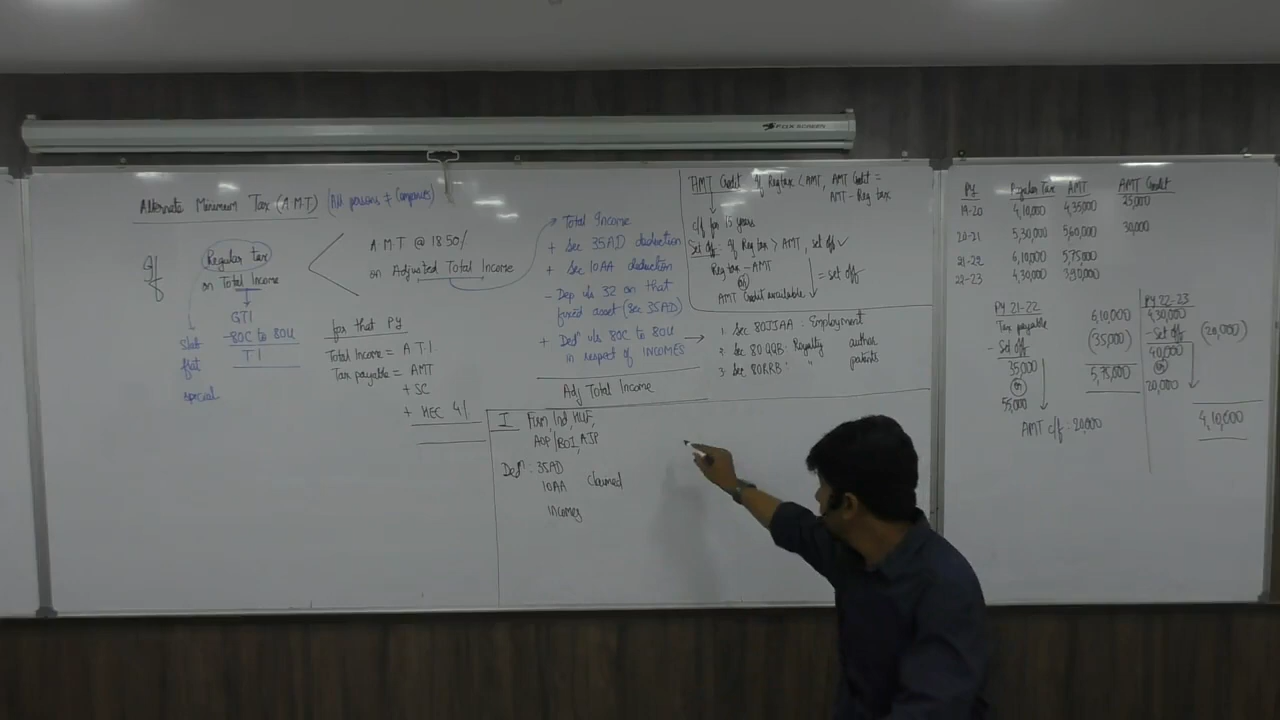 Alternate Minimum Tax (A.M.T) (All persons ≠ Companies)
If
Regular tax
on Total Income
GTI
-80C to 80U
T I
slab
flat
special
A.M.T @ 18.50%
on Adjusted Total Income
for that PY
Total Income = A.T.I
Tax payable = AMT
+ SC
+ HEC 4%
Total Income
+ Sec 35AD deduction
+ Sec 10AA deduction
- Dep u/s 32 on that
fixed asset (Sec 35AD)
+ Dedn u/s 80C to 80U
in respect of INCOMES
Adj Total Income
AMT Credit If Reg tax < AMT, AMT Credit =
AMT - Reg tax
c/f for 15 years
Set off: if Reg tax > AMT, set off ✓
Reg tax - AMT
(or)
AMT Credit available
= set off
1. Sec 80JJAA: Employment
2. Sec 80QQB: Royalty author
3. Sec 80RRB: " patents
I Firm, Ind, HUF,
AOP/BOI, AJP
Dedn: 35AD
10AA claimed
incomes
PY Regular Tax AMT AMT Credit
19-20 4,10,000 4,35,000 25,000
20-21 5,30,000 5,60,000 30,000
21-22 6,10,000 5,75,000
22-23 4,30,000 3,90,000
PY 21-22
Tax payable 6,10,000
- Set off (35,000)
35,000 5,75,000
(or)
55,000
AMT c/f: 20,000
PY 22-23
4,30,000
- Set off (20,000)
40,000
(or)
20,000
4,10,000